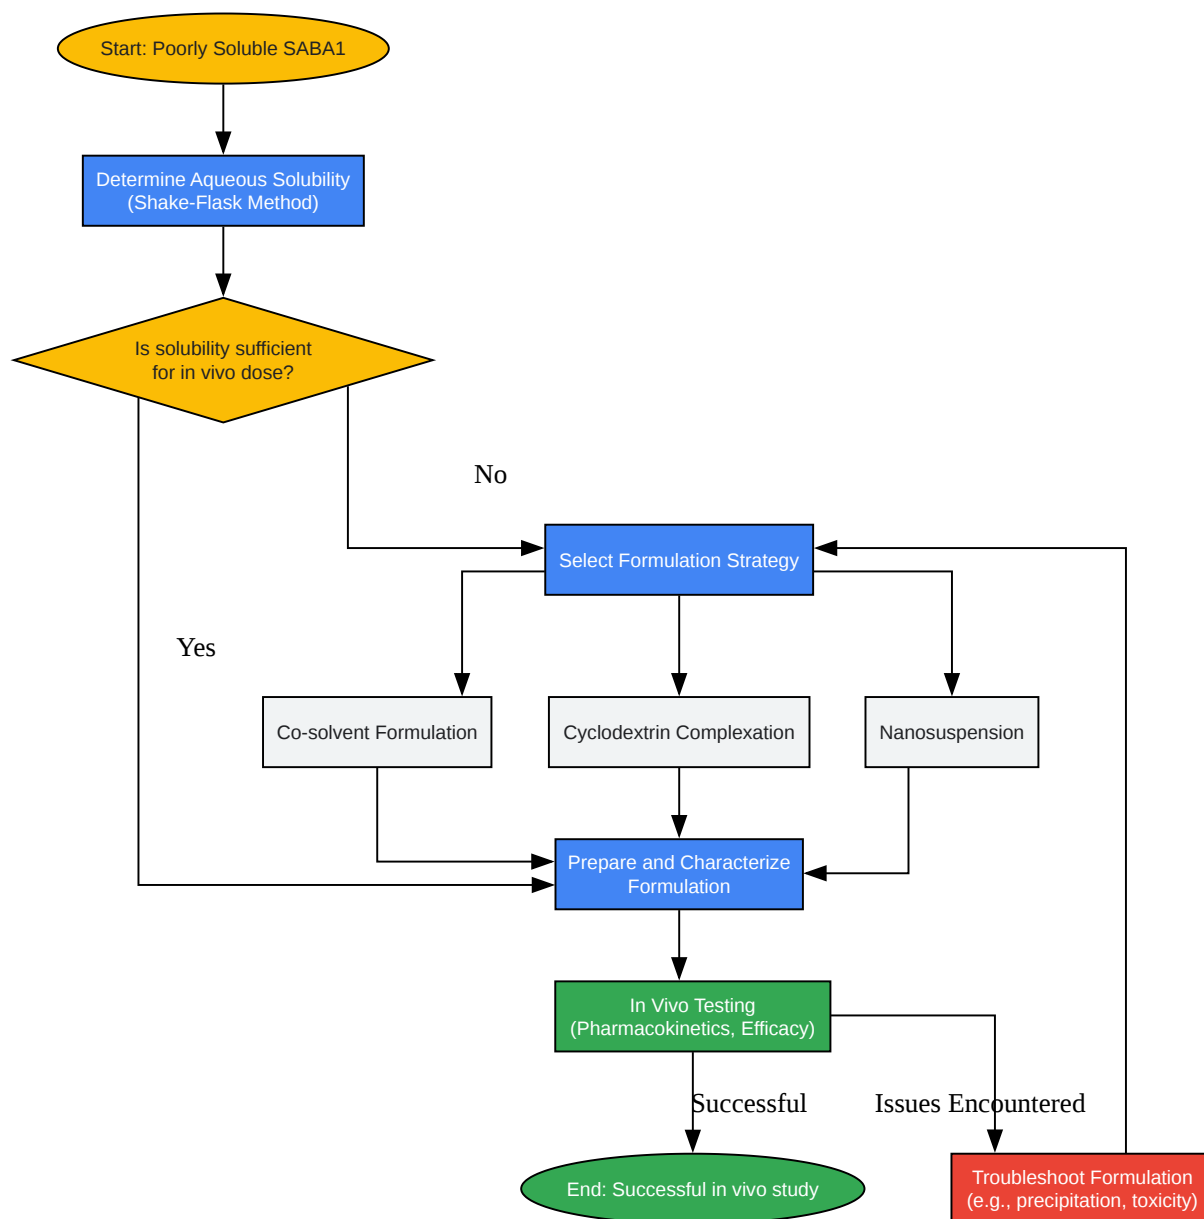 Start: Poorly Soluble SABA1
Determine Aqueous Solubility
(Shake-Flask Method)
Is solubility sufficient
for in vivo dose?
No
Select Formulation Strategy
Yes
Co-solvent Formulation
Cyclodextrin Complexation
Nanosuspension
Prepare and Characterize
Formulation
In Vivo Testing
(Pharmacokinetics, Efficacy)
Successful
Issues Encountered
End: Successful in vivo study
Troubleshoot Formulation
(e.g., precipitation, toxicity)